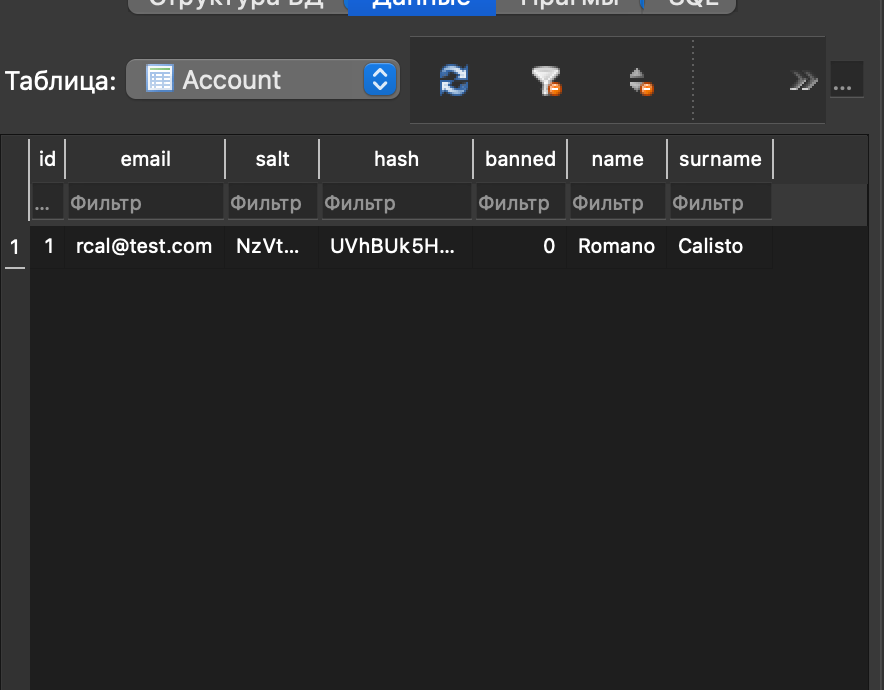 Структура БД Данные Прагмы SQL
Таблица: Account ...
id email salt hash banned name surname
... Фильтр Фильтр Фильтр Фильтр Фильтр Фильтр
1 1 rcal@test.com NzVt... UVhBUk5H... 0 Romano Calisto